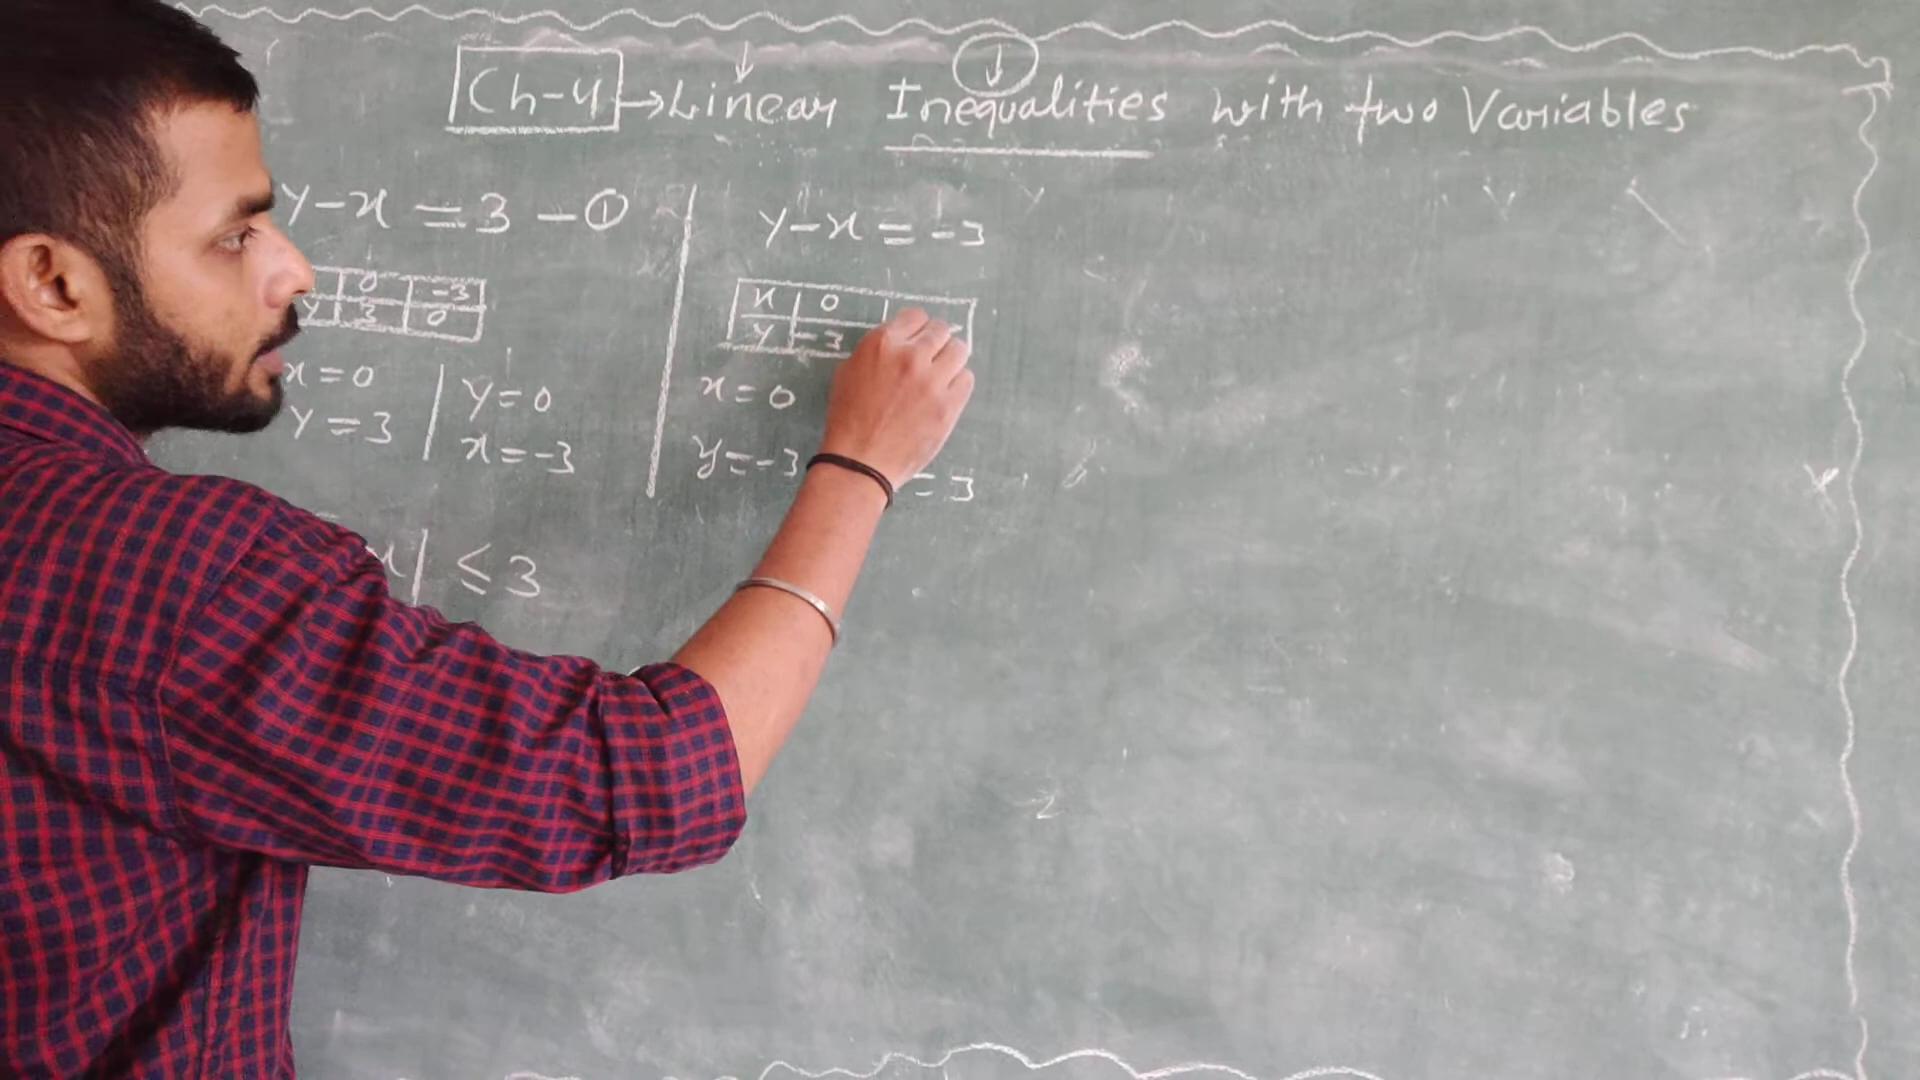 Ch-4 → Linear Inequalities with two Variables
y-x = 3 - ①
0 -3
y 3 0
x = 0
y = 3
y = 0
x = -3
x| ≤ 3
y-x = -3
x 0
y -3
x = 0
y = -3
= 3